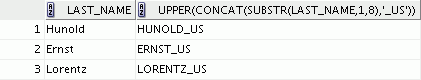 LAST_NAME UPPER(CONCAT(SUBSTR(LAST_NAME,1,8),'_US'))
1 Hunold HUNOLD_US
2 Ernst ERNST_US
3 Lorentz LORENTZ_US